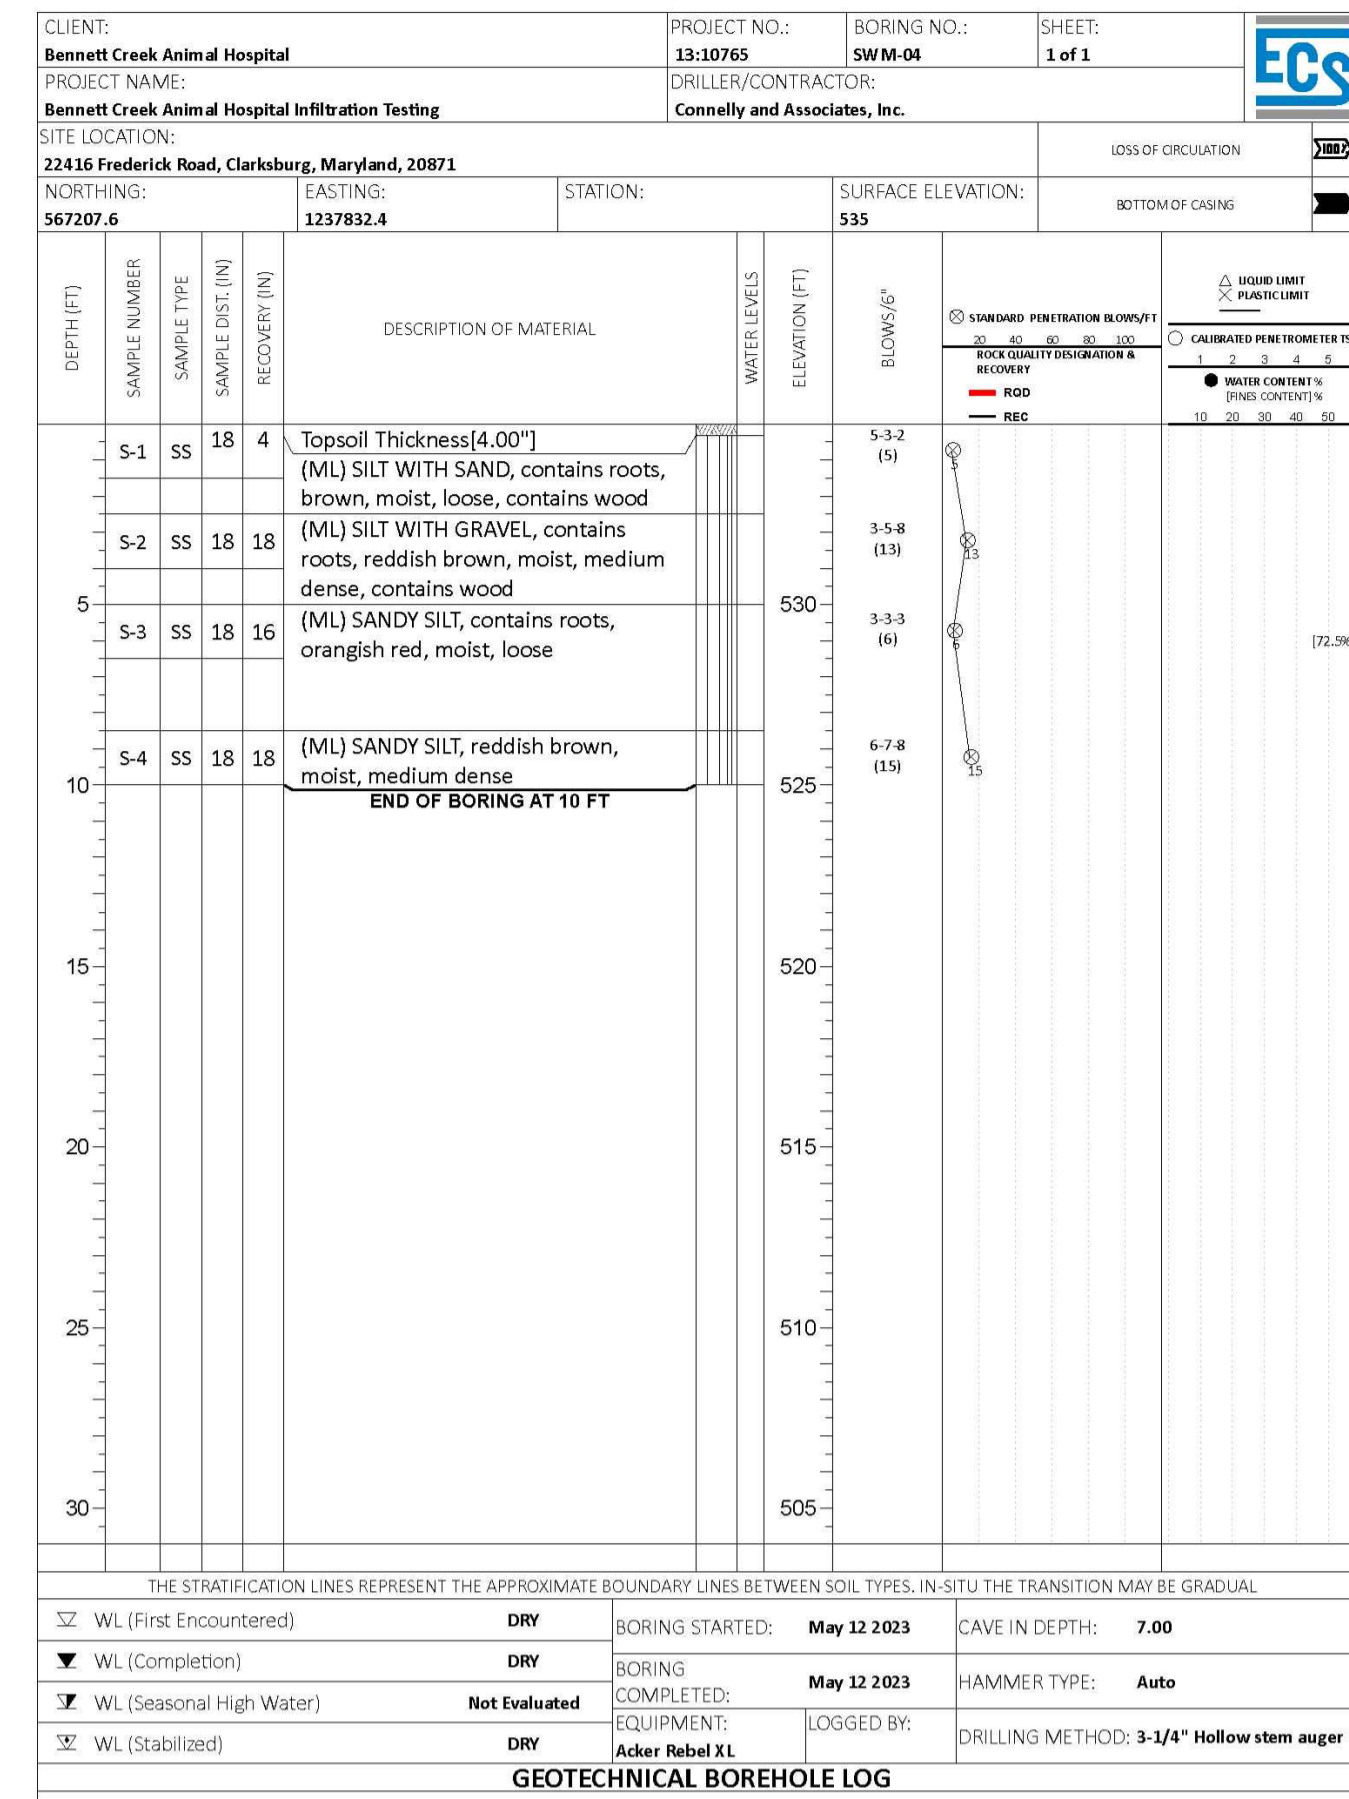 CLIENT:
Bennett Creek Animal Hospital
PROJECT NO.:
13:10765
BORING NO.:
SWM-04
SHEET:
1 of 1
ECS
PROJECT NAME:
Bennett Creek Animal Hospital Infiltration Testing
DRILLER/CONTRACTOR:
Connelly and Associates, Inc.
SITE LOCATION:
22416 Frederick Road, Clarksburg, Maryland, 20871
LOSS OF CIRCULATION
NORTHING:
567207.6
EASTING:
1237832.4
STATION:
SURFACE ELEVATION:
535
BOTTOM OF CASING
DEPTH (FT)
SAMPLE NUMBER
SAMPLE TYPE
SAMPLE DIST. (IN)
RECOVERY (IN)
DESCRIPTION OF MATERIAL
WATER LEVELS
ELEVATION (FT)
BLOWS/6"
STANDARD PENETRATION BLOWS/FT
20 40 60 80 100
ROCK QUALITY DESIGNATION &
RECOVERY
RQD
REC
LIQUID LIMIT
PLASTIC LIMIT
CALIBRATED PENETROMETER TS
1 2 3 4 5
WATER CONTENT %
[FINES CONTENT] %
10 20 30 40 50
S-1 SS 18 4 Topsoil Thickness[4.00"]
(ML) SILT WITH SAND, contains roots,
brown, moist, loose, contains wood
5-3-2
(5)
5
S-2 SS 18 18 (ML) SILT WITH GRAVEL, contains
roots, reddish brown, moist, medium
dense, contains wood
3-5-8
(13)
13
5
530
S-3 SS 18 16 (ML) SANDY SILT, contains roots,
orangish red, moist, loose
3-3-3
(6)
6
[72.5%
S-4 SS 18 18 (ML) SANDY SILT, reddish brown,
moist, medium dense
6-7-8
(15)
15
10
525
END OF BORING AT 10 FT
15
520
20
515
25
510
30
505
THE STRATIFICATION LINES REPRESENT THE APPROXIMATE BOUNDARY LINES BETWEEN SOIL TYPES. IN-SITU THE TRANSITION MAY BE GRADUAL
WL (First Encountered) DRY
WL (Completion) DRY
WL (Seasonal High Water) Not Evaluated
WL (Stabilized) DRY
BORING STARTED: May 12 2023
BORING
COMPLETED: May 12 2023
EQUIPMENT:
Acker Rebel XL
LOGGED BY:
CAVE IN DEPTH: 7.00
HAMMER TYPE: Auto
DRILLING METHOD: 3-1/4" Hollow stem auger
GEOTECHNICAL BOREHOLE LOG